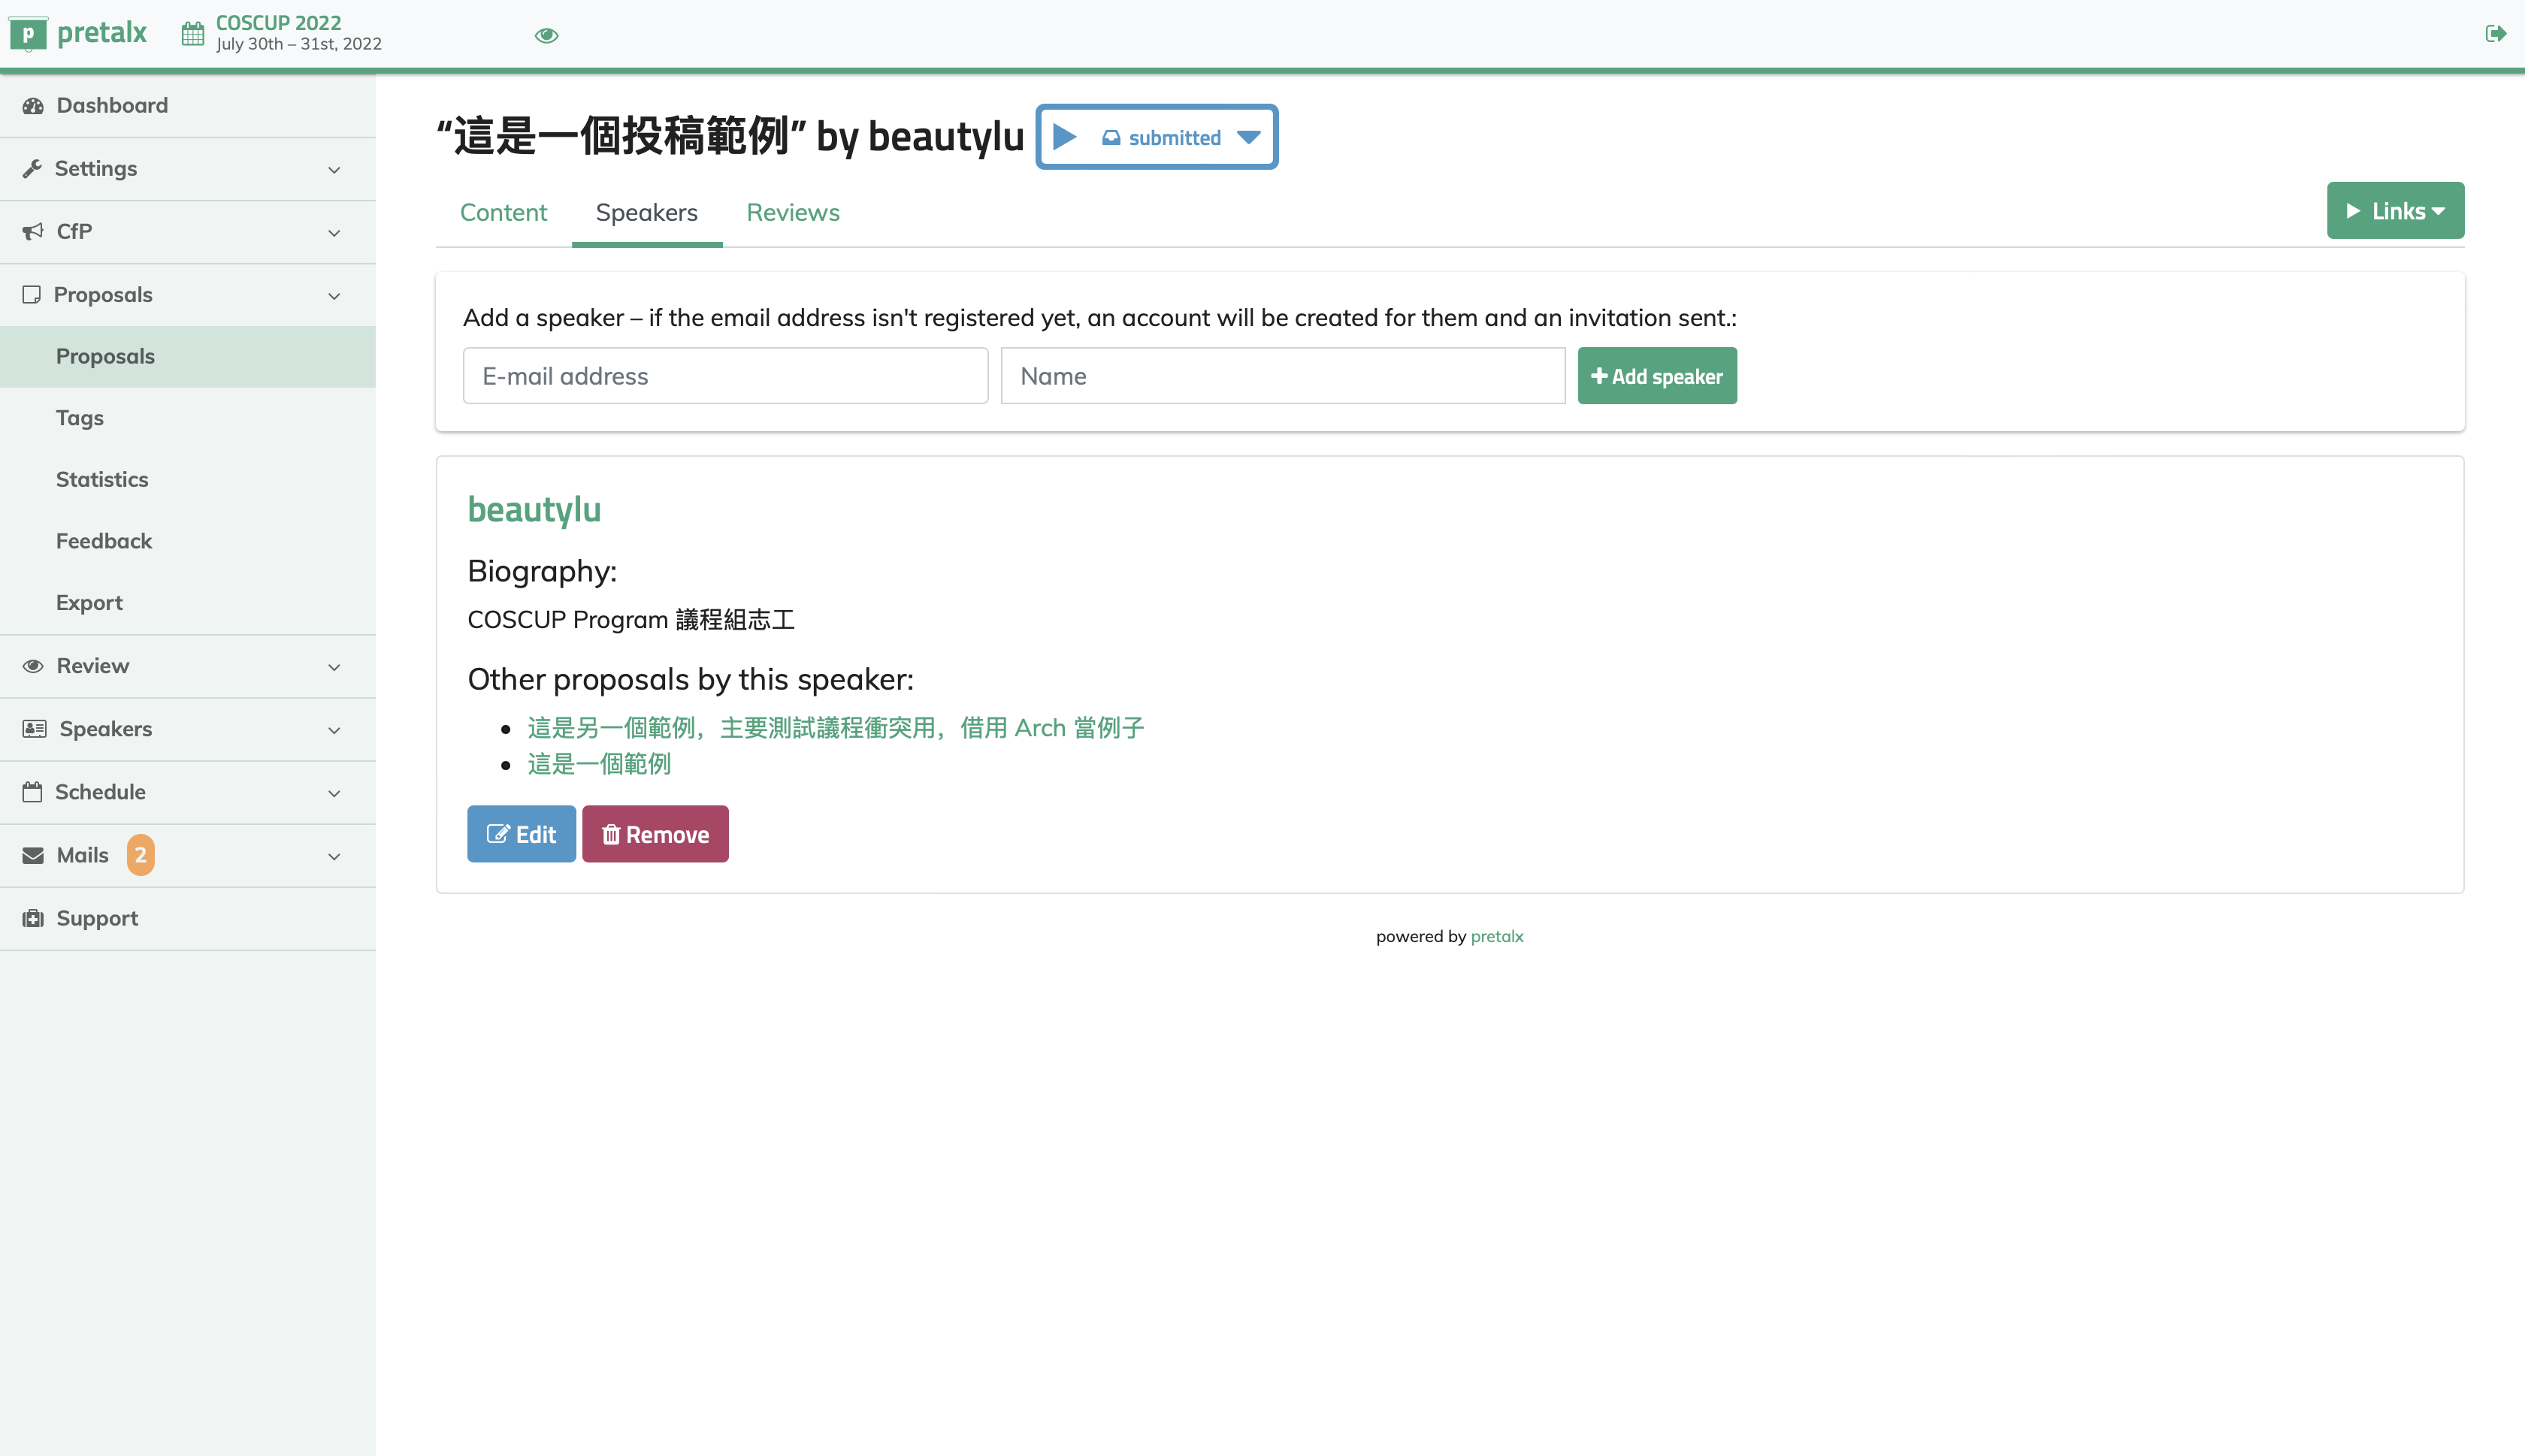 pretalx
COSCUP 2022
July 30th – 31st, 2022
Dashboard
Settings
CfP
Proposals
Proposals
Tags
Statistics
Feedback
Export
Review
Speakers
Schedule
Mails 2
Support
“這是一個投稿範例” by beautylu submitted
Content Speakers Reviews
Links
Add a speaker – if the email address isn't registered yet, an account will be created for them and an invitation sent.:
E-mail address Name Add speaker
beautylu
Biography:
COSCUP Program 議程組志工
Other proposals by this speaker:
這是另一個範例，主要測試議程衝突用，借用 Arch 當例子
這是一個範例
Edit Remove
powered by pretalx